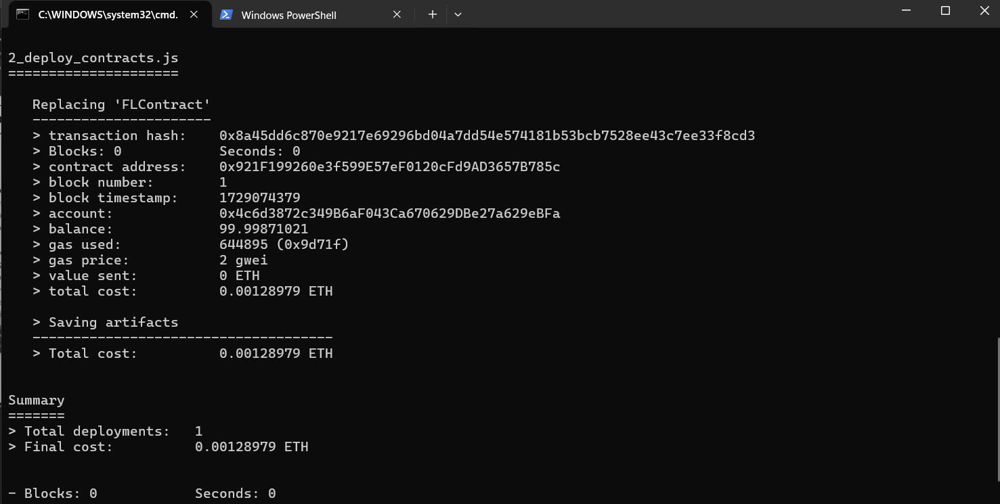 C:\WINDOWS\system32\cmd.
Windows PowerShell
2_deploy_contracts.js
=====================
Replacing 'FLContract'
----------------------
> transaction hash:    0x8a45dd6c870e9217e69296bd04a7dd54e574181b53bcb7528ee43c7ee33f8cd3
> Blocks: 0            Seconds: 0
> contract address:    0x921F199260e3f599E57eF0120cFd9AD3657B785c
> block number:        1
> block timestamp:     1729074379
> account:             0x4c6d3872c349B6aF043Ca670629DBe27a629eBFa
> balance:             99.99871021
> gas used:            644895 (0x9d71f)
> gas price:           2 gwei
> value sent:          0 ETH
> total cost:          0.00128979 ETH
> Saving artifacts
-------------------------------------
> Total cost:          0.00128979 ETH
Summary
=======
> Total deployments:   1
> Final cost:          0.00128979 ETH
- Blocks: 0            Seconds: 0